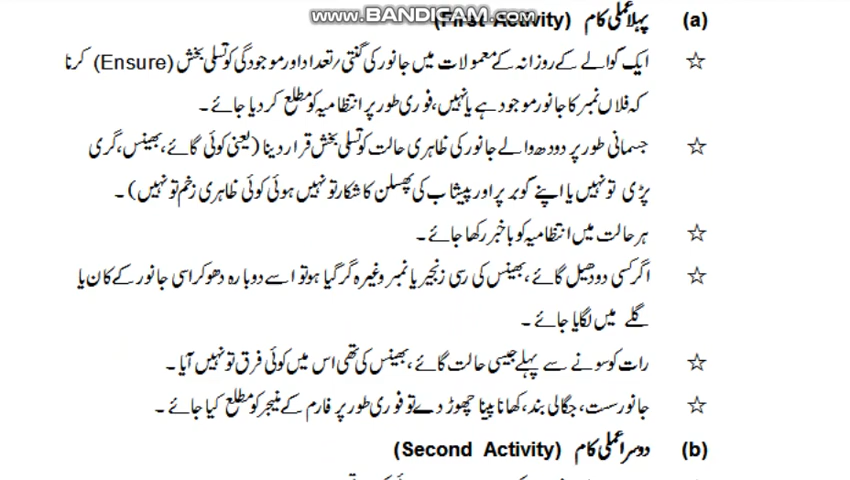 www.BANDICAM.com
(a) پہلا عملی کام (First Activity)
☆ ایک گوالے کے روزانہ کے معمولات میں جانور کی گنتی / تعداد اور موجودگی کو تسلی بخش (Ensure) کرنا
کہ فلاں نمبر کا جانور موجود ہے یا نہیں، فوری طور پر انتظامیہ کو مطلع کر دیا جائے۔
☆ جسمانی طور پر دودھ والے جانور کی ظاہری حالت کو تسلی بخش قرار دینا (یعنی کوئی گائے، بھینس، گری
پڑی تو نہیں یا اپنے گوبر پر اور پیشاب کی پھسلن کا شکار تو نہیں ہوئی کوئی ظاہری زخم تو نہیں)۔
☆ ہر حالت میں انتظامیہ کو باخبر رکھا جائے۔
☆ اگر کسی دودھیل گائے، بھینس کی رسی زنجیر یا نمبر وغیرہ گر گیا ہو تو اسے دوبارہ دھو کر اسی جانور کے کان یا
گلے میں لگایا جائے۔
☆ رات کو سونے سے پہلے جیسی حالت گائے، بھینس کی تھی اس میں کوئی فرق تو نہیں آیا۔
☆ جانور سست، جگالی بند، کھانا پینا چھوڑ دے تو فوری طور پر فارم کے منیجر کو مطلع کیا جائے۔
(b) دوسرا عملی کام (Second Activity)